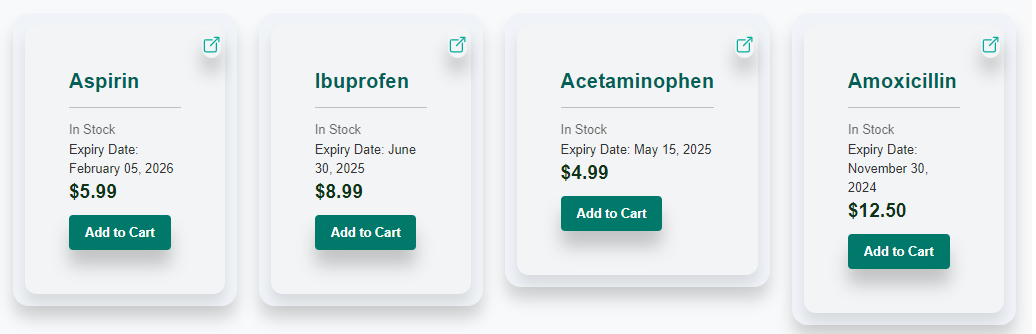 Aspirin
In Stock
Expiry Date:
February 05, 2026
$5.99
Add to Cart
Ibuprofen
In Stock
Expiry Date: June
30, 2025
$8.99
Add to Cart
Acetaminophen
In Stock
Expiry Date: May 15, 2025
$4.99
Add to Cart
Amoxicillin
In Stock
Expiry Date:
November 30,
2024
$12.50
Add to Cart